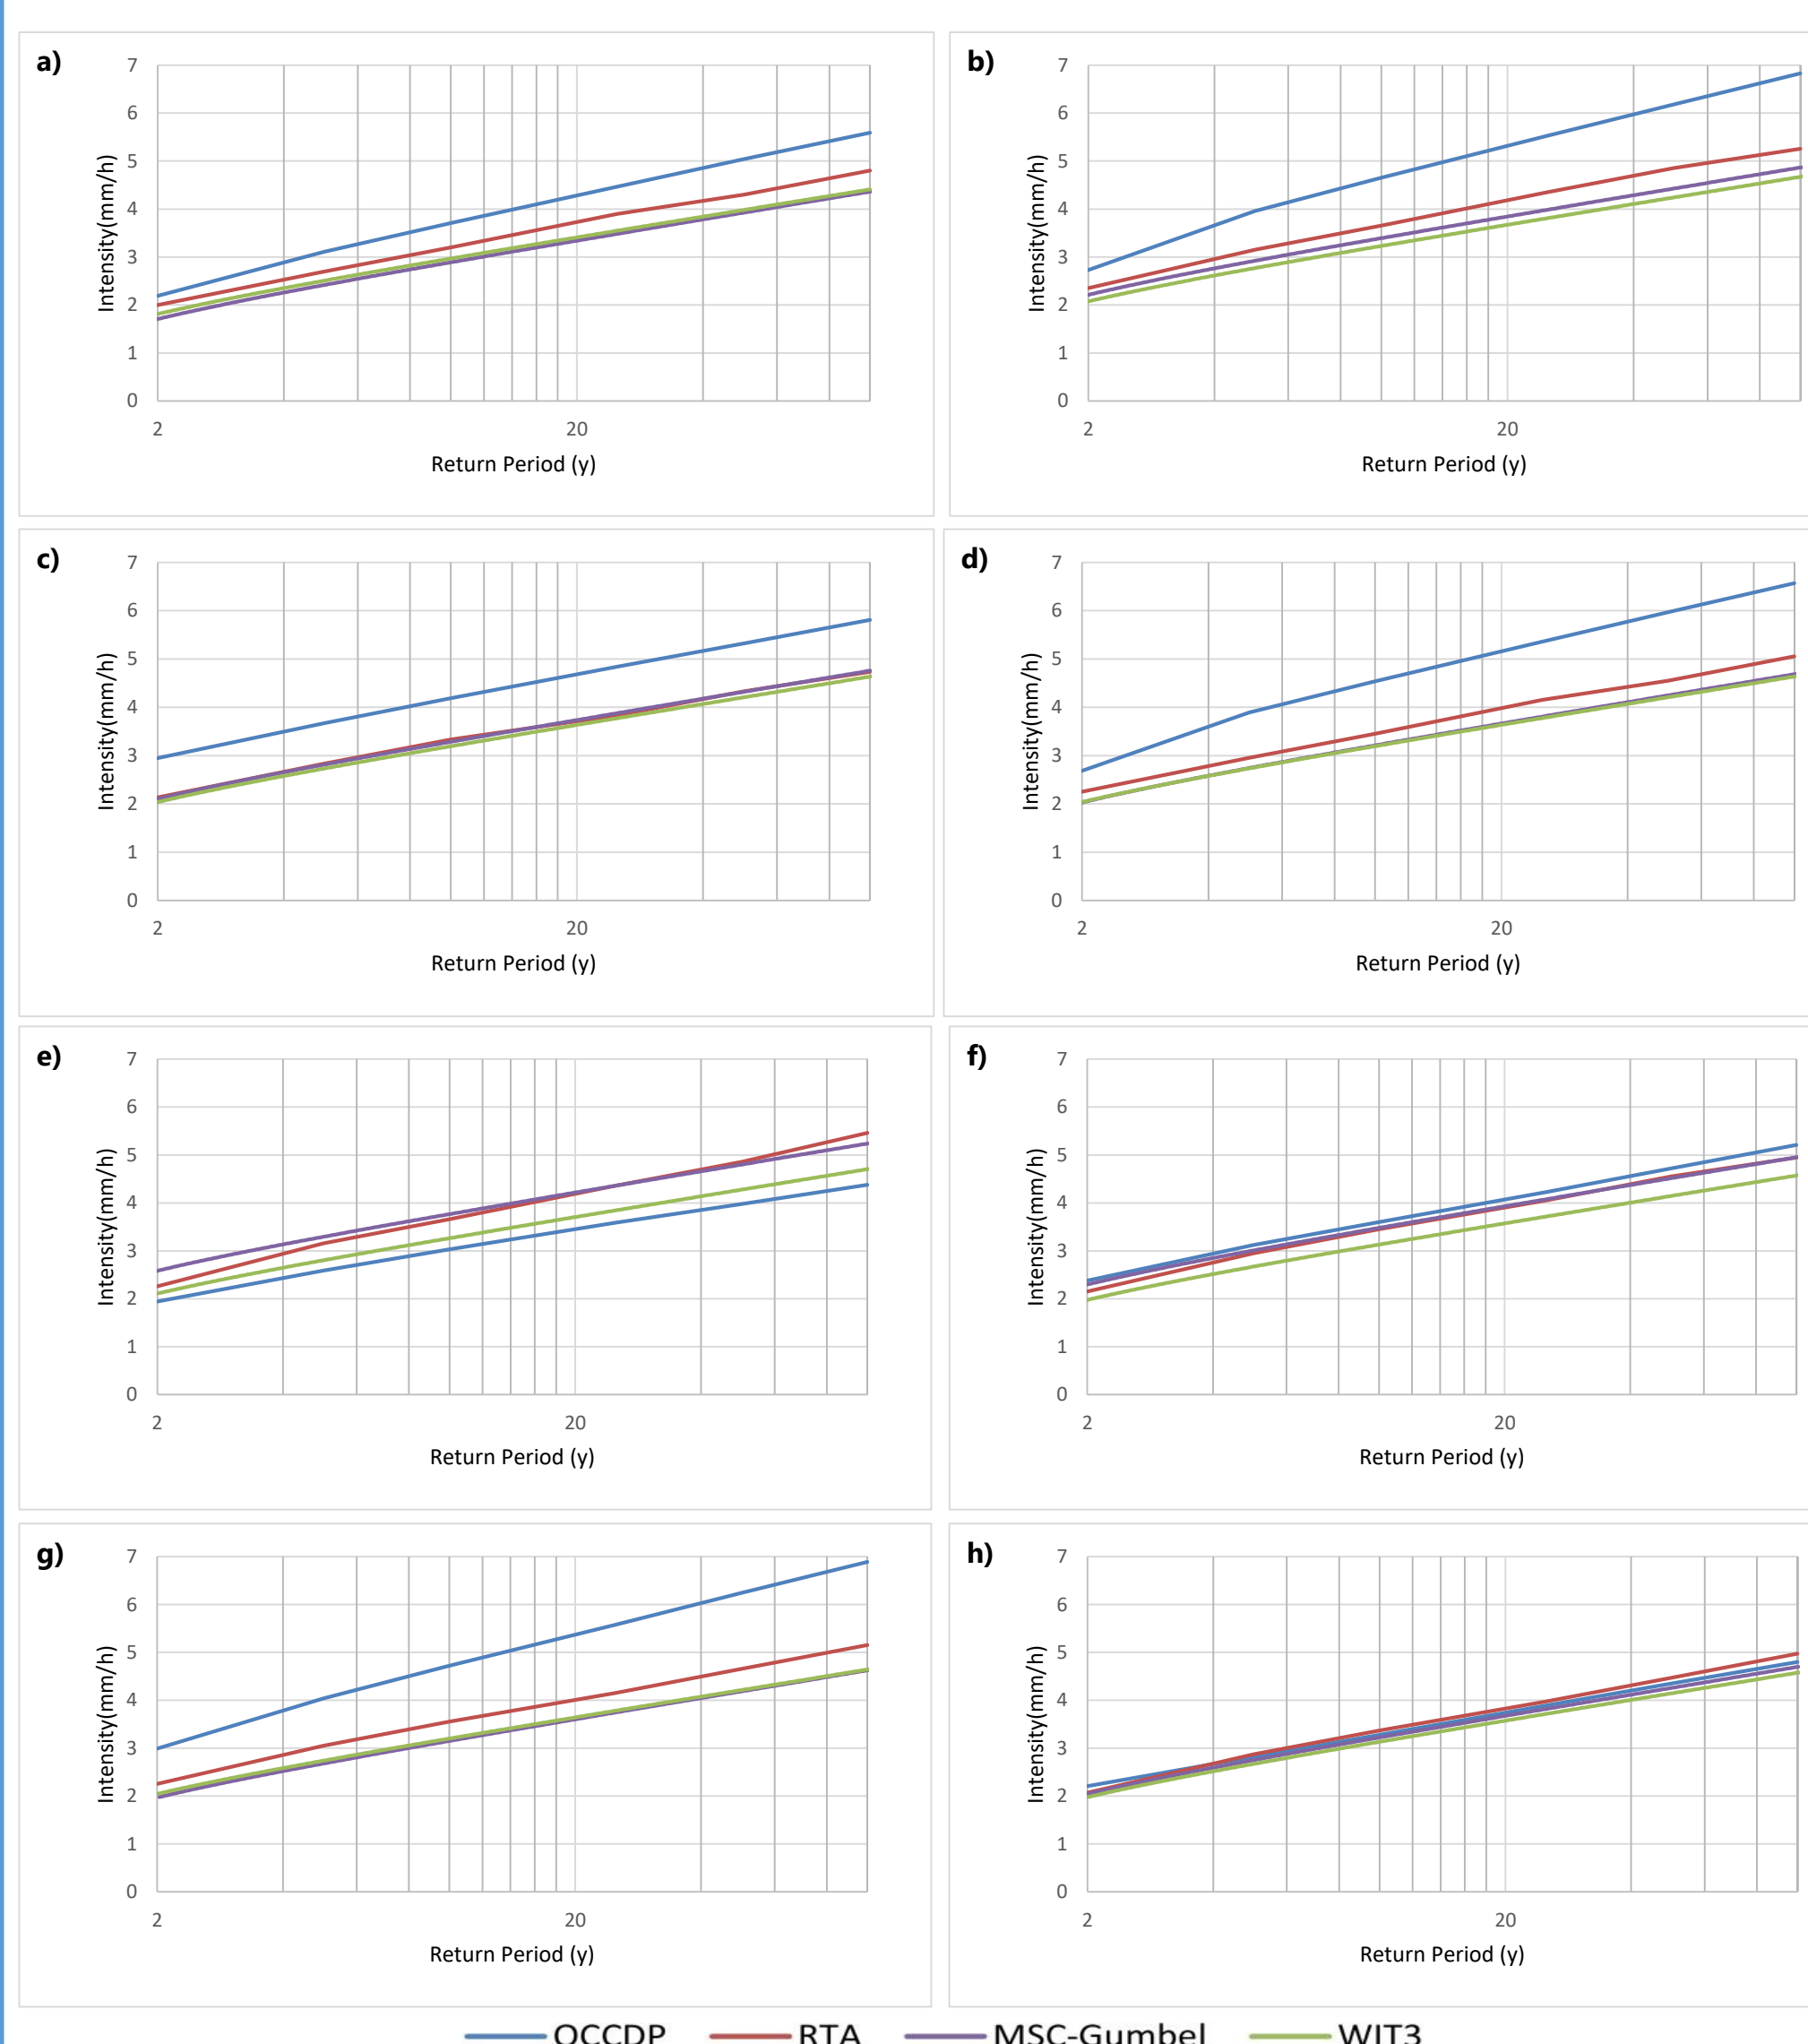 a)
7
6
5
4
3
2
1
0
Intensity(mm/h)
2 20
Return Period (y)
b)
7
6
5
4
3
2
1
0
Intensity(mm/h)
2 20
Return Period (y)
c)
7
6
5
4
3
2
1
0
Intensity(mm/h)
2 20
Return Period (y)
d)
7
6
5
4
3
2
1
0
Intensity(mm/h)
2 20
Return Period (y)
e)
7
6
5
4
3
2
1
0
Intensity(mm/h)
2 20
Return Period (y)
f)
7
6
5
4
3
2
1
0
Intensity(mm/h)
2 20
Return Period (y)
g)
7
6
5
4
3
2
1
0
Intensity(mm/h)
2 20
Return Period (y)
h)
7
6
5
4
3
2
1
0
Intensity(mm/h)
2 20
Return Period (y)
OCCDP RTA MSC-Gumbel WIT3